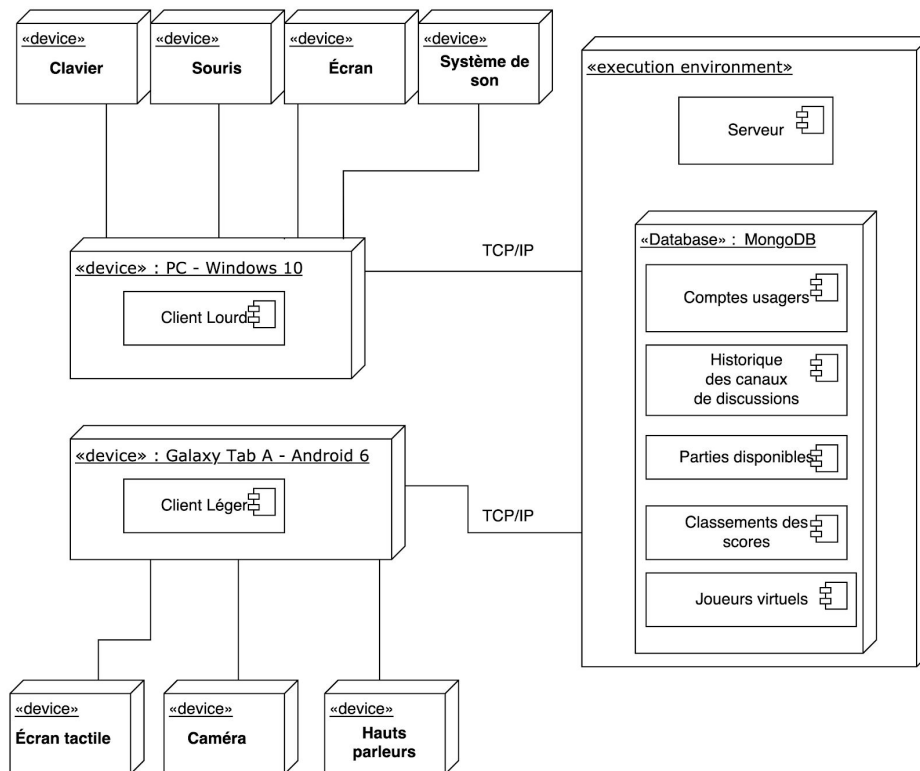 «device»
Clavier
«device»
Souris
«device»
Écran
«device»
Système de
son
«execution environment»
Serveur
«Database» : MongoDB
Comptes usagers
Historique
des canaux
de discussions
Parties disponibles
Classements des
scores
Joueurs virtuels
TCP/IP
«device» : PC - Windows 10
Client Lourd
«device» : Galaxy Tab A - Android 6
Client Léger
TCP/IP
«device»
Écran tactile
«device»
Caméra
«device»
Hauts
parleurs